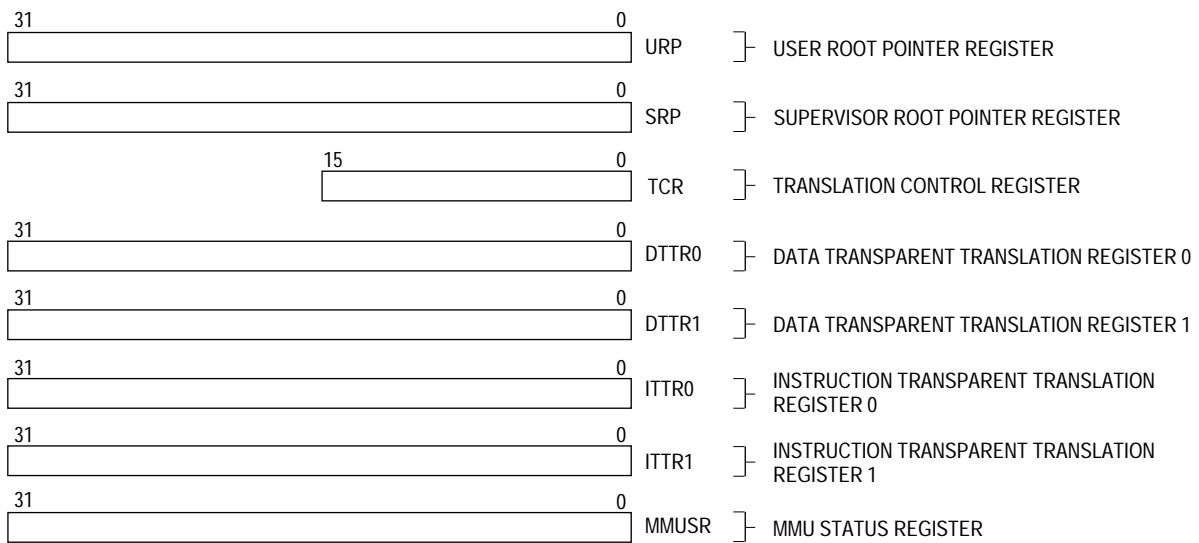 31 0
URP USER ROOT POINTER REGISTER
31 0
SRP SUPERVISOR ROOT POINTER REGISTER
15 0
TCR TRANSLATION CONTROL REGISTER
31 0
DTTR0 DATA TRANSPARENT TRANSLATION REGISTER 0
31 0
DTTR1 DATA TRANSPARENT TRANSLATION REGISTER 1
31 0
ITTR0 INSTRUCTION TRANSPARENT TRANSLATION
REGISTER 0
31 0
ITTR1 INSTRUCTION TRANSPARENT TRANSLATION
REGISTER 1
31 0
MMUSR MMU STATUS REGISTER